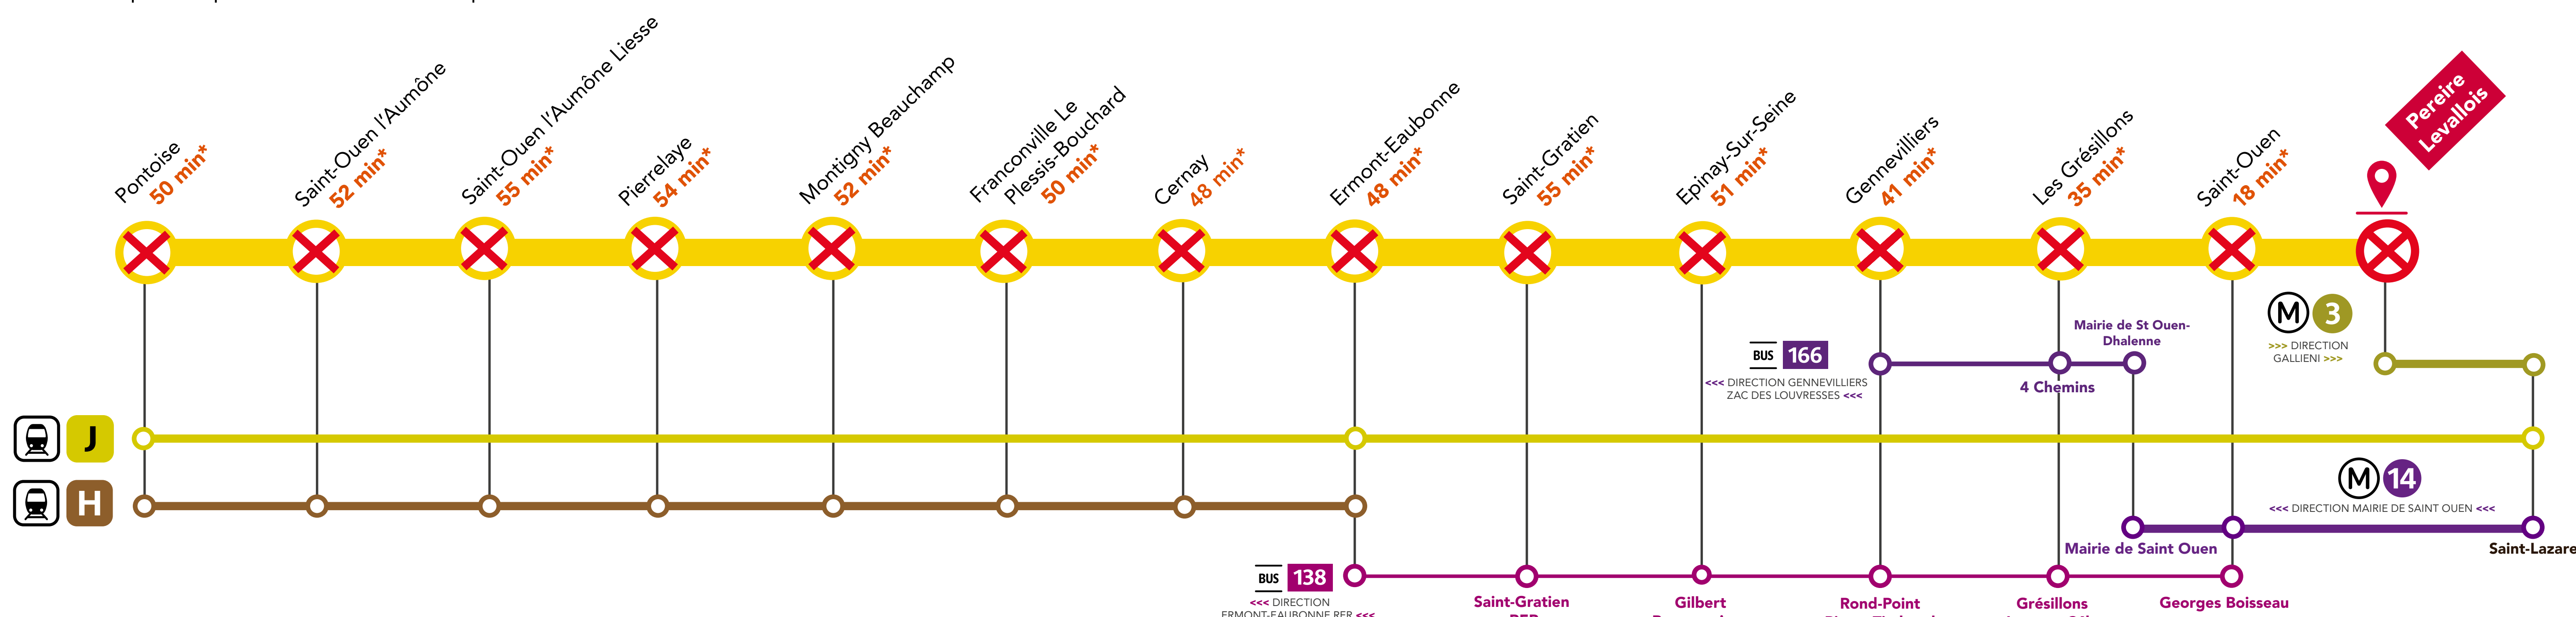 Pontoise
50 min*
Saint-Ouen l'Aumône
52 min*
Saint-Ouen l'Aumône Liesse
55 min*
Pierrelaye
54 min*
Montigny Beauchamp
52 min*
Franconville Le
Plessis-Bouchard
50 min*
Cernay
48 min*
Ermont-Eaubonne
48 min*
Saint-Gratien
55 min*
Epinay-Sur-Seine
51 min*
Gennevilliers
41 min*
Les Grésillons
35 min*
Saint-Ouen
18 min*
Pereire
Levallois
M 3
>>> DIRECTION
GALLIENI >>>
Mairie de St Ouen-
Dhalenne
BUS 166
<<< DIRECTION GENNEVILLIERS
ZAC DES LOUVRESSES <<<
4 Chemins
J
H
M 14
<<< DIRECTION MAIRIE DE SAINT OUEN <<<
Mairie de Saint Ouen
Saint-Lazare
BUS 138
<<< DIRECTION
ERMONT-EAUBONNE RER <<<
Saint-Gratien
RER
Gilbert
Rond-Point
Grésillons
Georges Boisseau